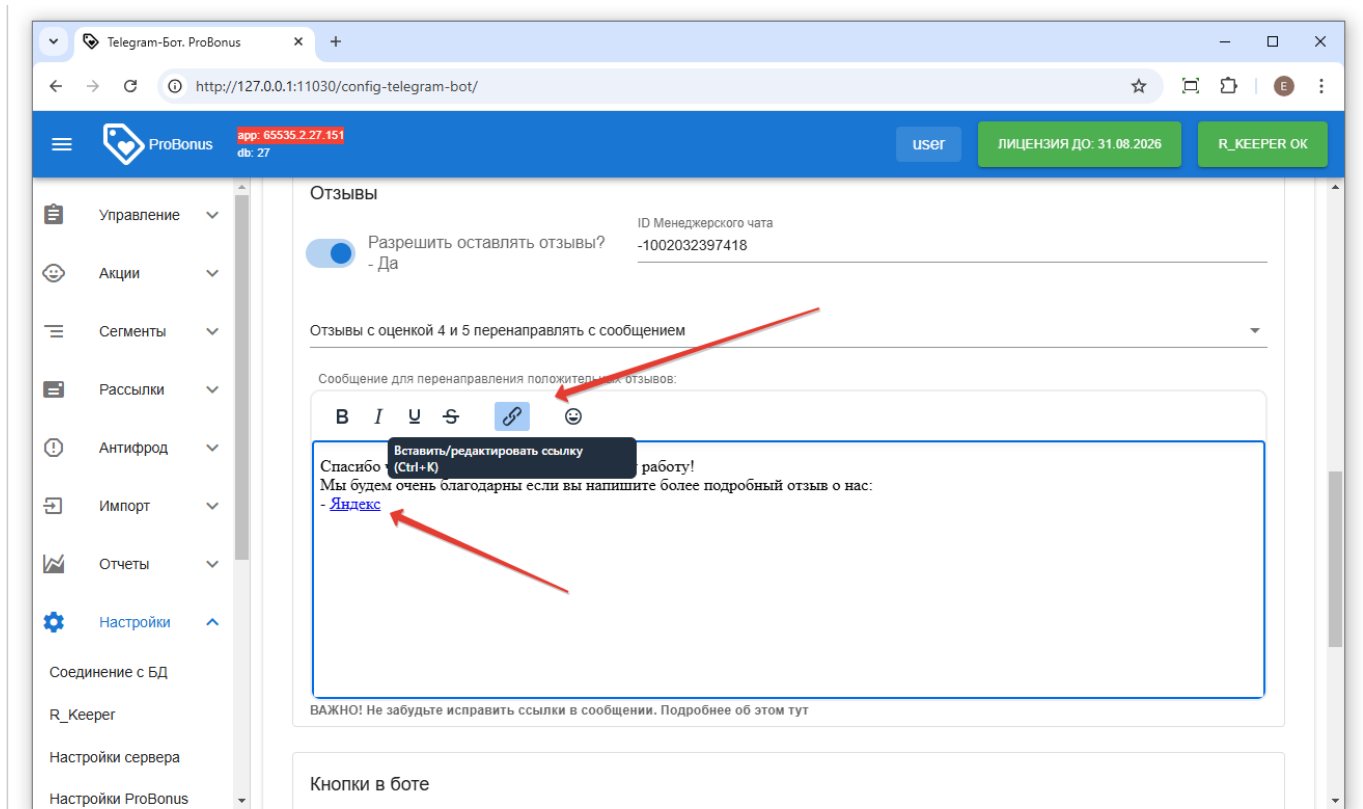 Telegram-Бот. ProBonus
http://127.0.0.1:11030/config-telegram-bot/
E
ProBonus
app: 65535.2.27.151
db: 27
user
ЛИЦЕНЗИЯ ДО: 31.08.2026
R_KEEPER ОК
Управление
Акции
Сегменты
Рассылки
Антифрод
Импорт
Отчеты
Настройки
Соединение с БД
R_Keeper
Настройки сервера
Настройки ProBonus
Отзывы
Разрешить оставлять отзывы?
- Да
ID Менеджерского чата
-1002032397418
Отзывы с оценкой 4 и 5 перенаправлять с сообщением
Сообщение для перенаправления положительных отзывов:
B I U S
Вставить/редактировать ссылку
(Ctrl+K)
Спасибо работу!
Мы будем очень благодарны если вы напишите более подробный отзыв о нас:
- Яндекс
ВАЖНО! Не забудьте исправить ссылки в сообщении. Подробнее об этом тут
Кнопки в боте